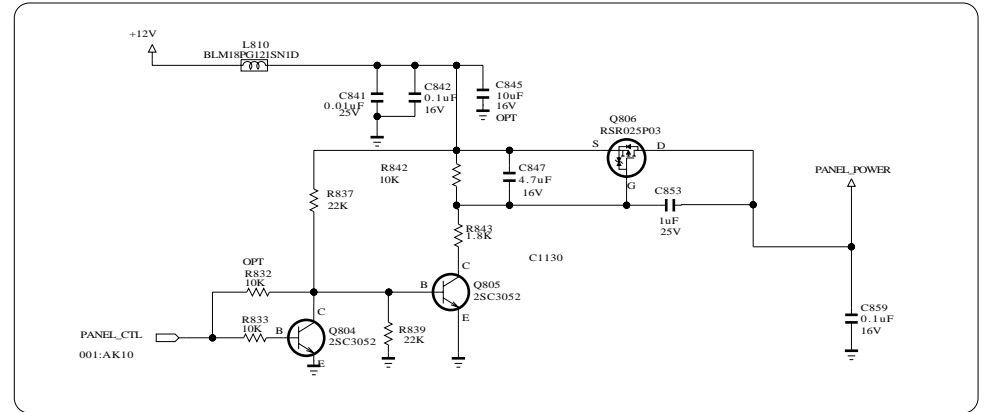 +12V
L810
BLM18PG121SN1D
C841
0.01uF
25V
C842
0.1uF
16V
C845
10uF
16V
OPT
Q806
RSR025P03
S
D
G
R842
10K
C847
4.7uF
16V
R837
22K
C853
1uF
25V
PANEL_POWER
R843
1.8K
C1130
C
Q805
2SC3052
B
E
OPT
R832
10K
R833
10K
B
C
Q804
2SC3052
E
R839
22K
PANEL_CTL
001:AK10
C859
0.1uF
16V